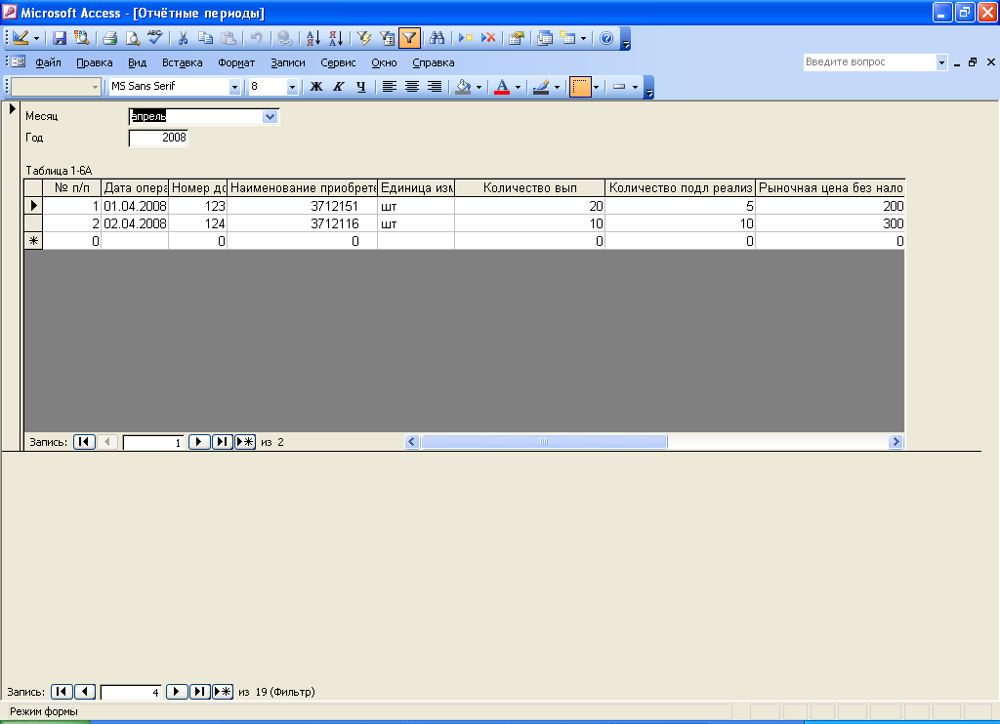 Microsoft Access - [Отчётные периоды]
Файл Правка Вид Вставка Формат Записи Сервис Окно Справка Введите вопрос
MS Sans Serif 8 Ж К Ч
Месяц апрель
Год 2008
Таблица 1-6А
№ п/п Дата опера Номер до Наименование приобрете Единица изм Количество вып Количество подл реализ Рыночная цена без нало
1 01.04.2008 123 3712151 шт 20 5 200
2 02.04.2008 124 3712116 шт 10 10 300
0 0 0 0 0 0
Запись: 1 из 2
Запись: 4 из 19 (Фильтр)
Режим формы